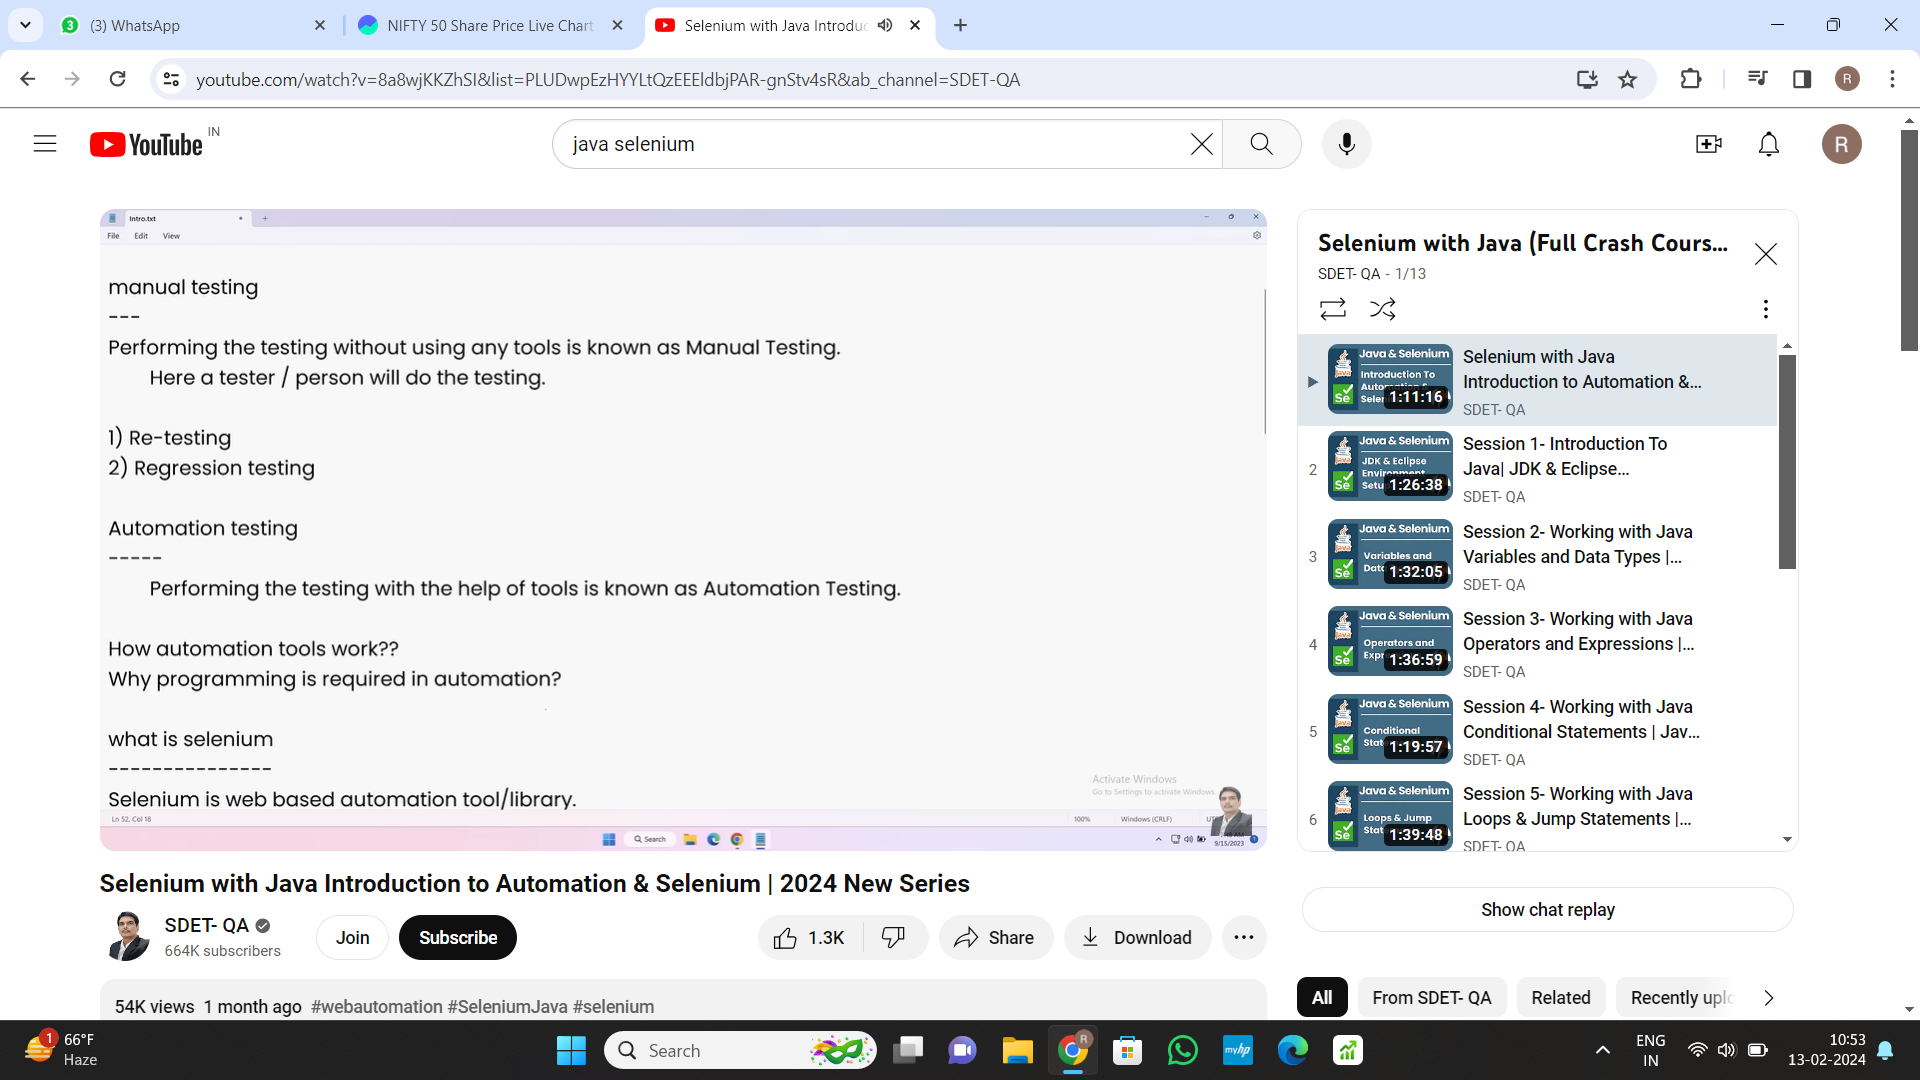 (3) WhatsApp
NIFTY 50 Share Price Live Chart
Selenium with Java Introduc
youtube.com/watch?v=8a8wjKKZhSI&list=PLUDwpEzHYYLtQzEEEldbjPAR-gnStv4sR&ab_channel=SDET-QA
R
YouTube IN
java selenium
R
Intro.txt
File Edit View
manual testing
---
Performing the testing without using any tools is known as Manual Testing.
Here a tester / person will do the testing.
1) Re-testing
2) Regression testing
Automation testing
-----
Performing the testing with the help of tools is known as Automation Testing.
How automation tools work??
Why programming is required in automation?
what is selenium
---------------
Selenium is web based automation tool/library.
Activate Windows
Go to Settings to activate Windows.
Ln 52, Col 18
100%
Windows (CRLF)
Search
9/15/2023
Selenium with Java (Full Crash Cours...
SDET- QA - 1/13
Java & Selenium
Introduction To
1:11:16
Selenium with Java
Introduction to Automation &...
SDET- QA
2
Java & Selenium
JDK & Eclipse
Environment
1:26:38
Session 1- Introduction To
Java| JDK & Eclipse...
SDET- QA
3
Java & Selenium
Variables and
1:32:05
Session 2- Working with Java
Variables and Data Types |...
SDET- QA
4
Java & Selenium
Operators and
1:36:59
Session 3- Working with Java
Operators and Expressions |...
SDET- QA
5
Java & Selenium
Conditional
1:19:57
Session 4- Working with Java
Conditional Statements | Jav...
SDET- QA
6
Java & Selenium
Loops & Jump
1:39:48
Session 5- Working with Java
Loops & Jump Statements |...
SDET- QA
Selenium with Java Introduction to Automation & Selenium | 2024 New Series
SDET- QA
664K subscribers
Join
Subscribe
1.3K
Share
Download
Show chat replay
54K views 1 month ago #webautomation #SeleniumJava #selenium
All
From SDET- QA
Related
Recently uplo
1
66°F
Haze
Search
R
myhp
ENG
IN
10:53
13-02-2024